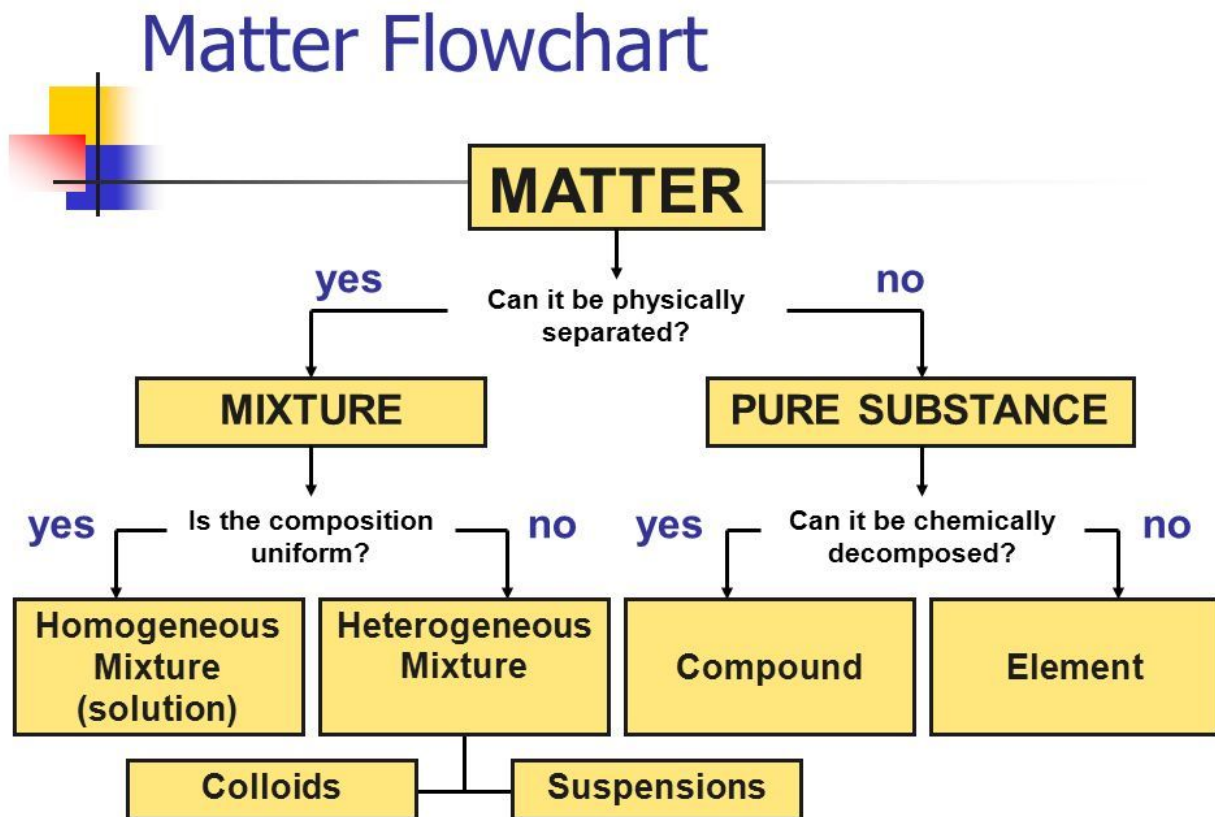 Matter Flowchart
MATTER
yes
Can it be physically
separated?
no
MIXTURE
PURE SUBSTANCE
yes
Is the composition
uniform?
no
yes
Can it be chemically
decomposed?
no
Homogeneous
Mixture
(solution)
Heterogeneous
Mixture
Compound
Element
Colloids
Suspensions